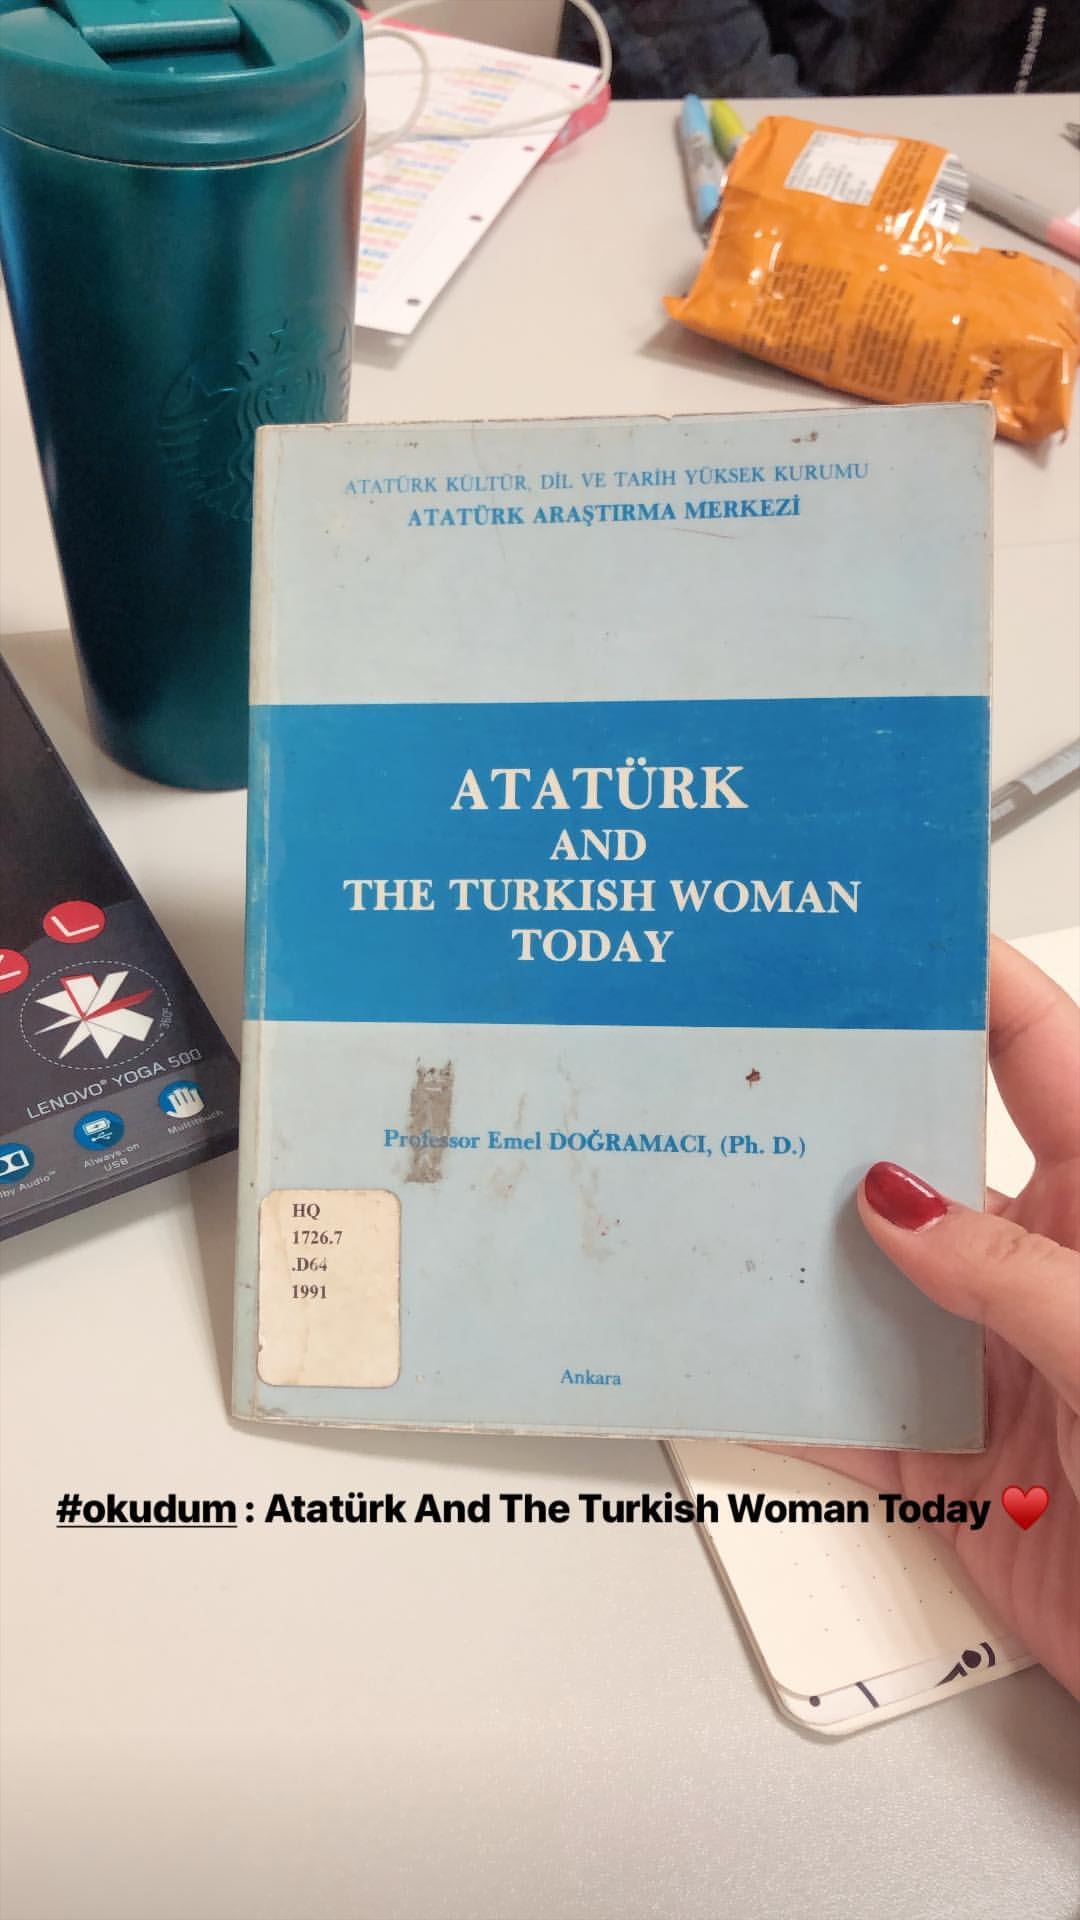 ATATÜRK KÜLTÜR, DİL VE TARİH YÜKSEK KURUMU
ATATÜRK ARAŞTIRMA MERKEZİ
ATATÜRK
AND
THE TURKISH WOMAN
TODAY
Professor Emel DOĞRAMACI, (Ph. D.)
HQ
1726.7
.D64
1991
Ankara
360°
LENOVO® YOGA 500
Always-on
USB
Multitouch
Audio™
#okudum : Atatürk And The Turkish Woman Today ♥️